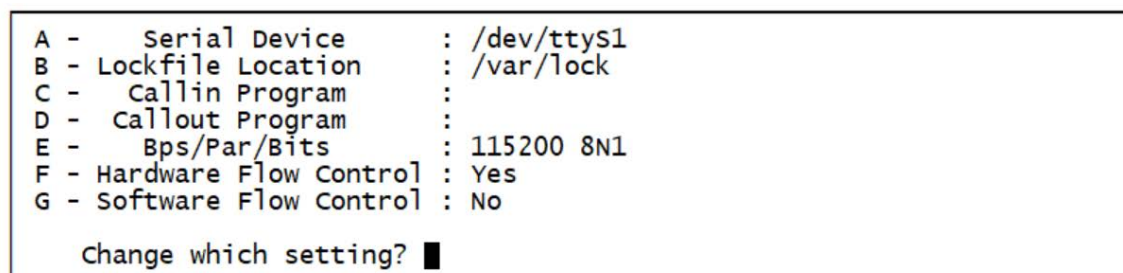 A -    Serial Device      : /dev/ttyS1
B - Lockfile Location     : /var/lock
C -   Callin Program      :
D -  Callout Program      :
E -    Bps/Par/Bits       : 115200 8N1
F - Hardware Flow Control : Yes
G - Software Flow Control : No
Change which setting?